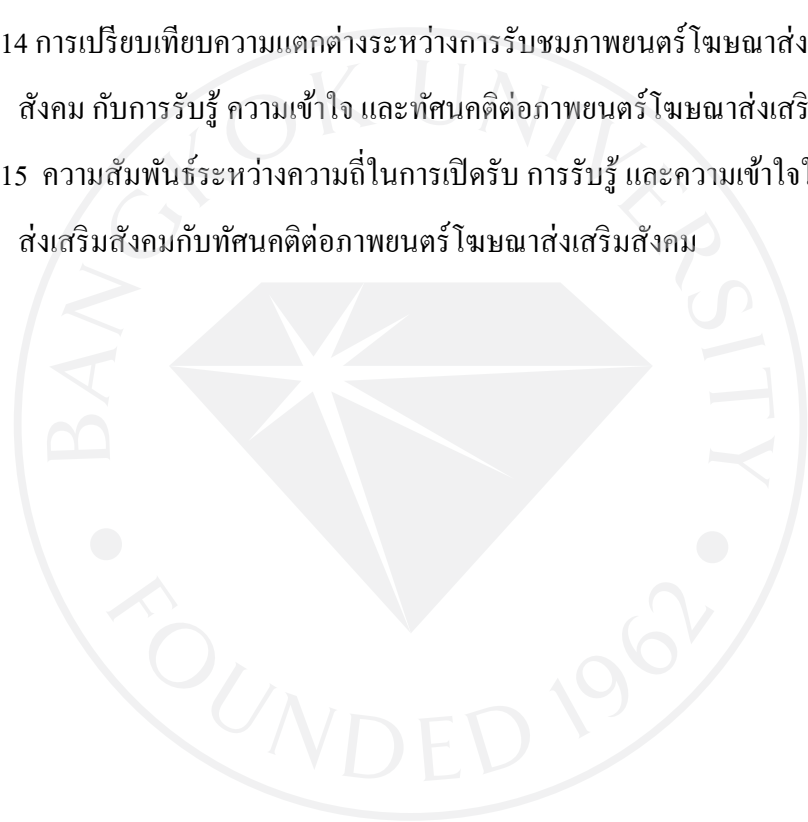 14 การเปรียบเทียบความแตกต่างระหว่างการรับชมภาพยนตร์โฆษณาส่ง
สังคม กับการรับรู้ ความเข้าใจ และทัศนคติต่อภาพยนตร์โฆษณาส่งเสริ
15 ความสัมพันธ์ระหว่างความถี่ในการเปิดรับ การรับรู้ และความเข้าใจใ
ส่งเสริมสังคมกับทัศนคติต่อภาพยนตร์โฆษณาส่งเสริมสังคม
BANGKOK UNIVERSITY
FOUNDED 1962